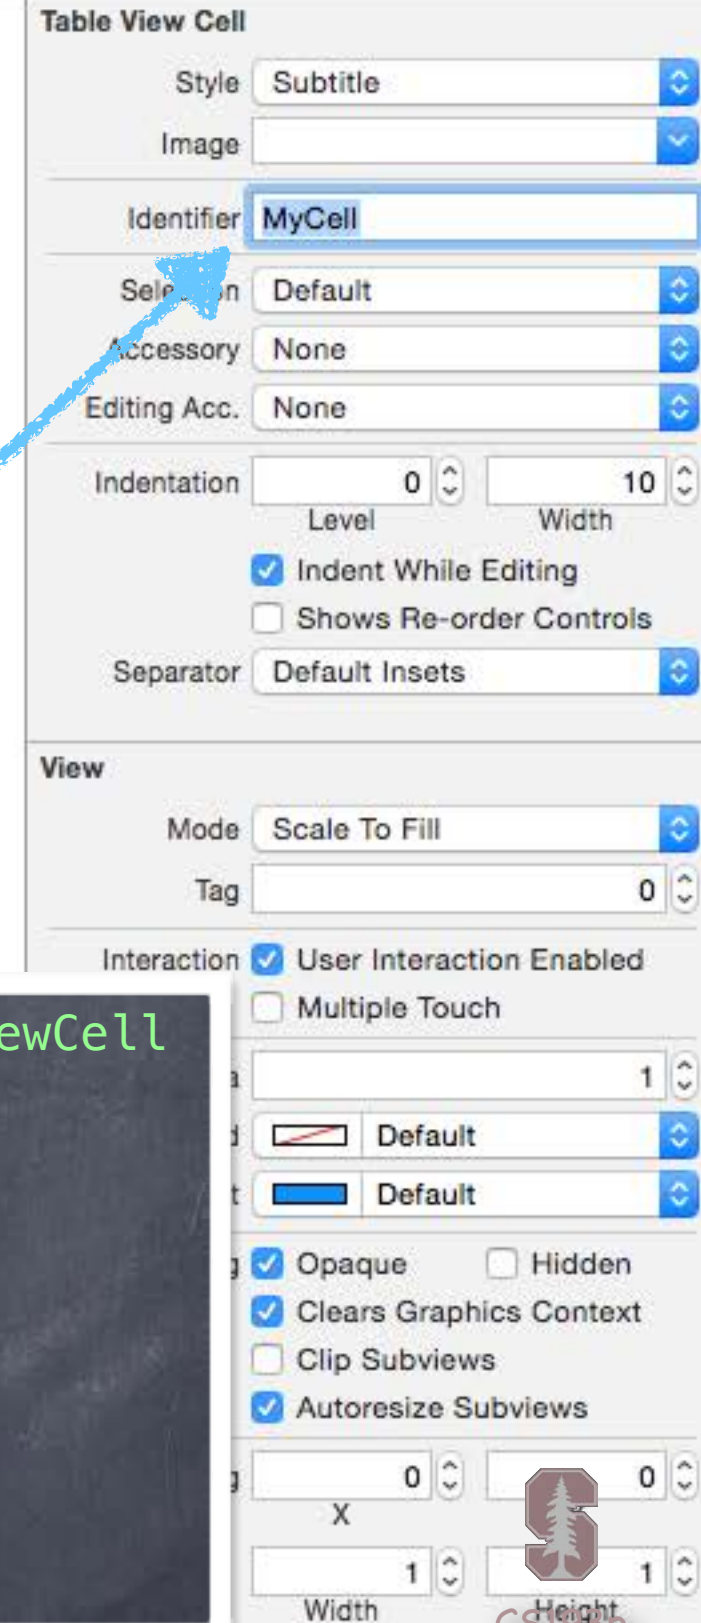 Table View Cell
Style Subtitle
Image
Identifier MyCell
Selection Default
Accessory None
Editing Acc. None
Indentation 0 10
Level Width
Indent While Editing
Shows Re-order Controls
Separator Default Insets
View
Mode Scale To Fill
Tag 0
Interaction User Interaction Enabled
Multiple Touch
ewCell
a 1
d Default
t Default
g Opaque Hidden
Clears Graphics Context
Clip Subviews
Autoresize Subviews
g 0 0
X
1 1
Width Height